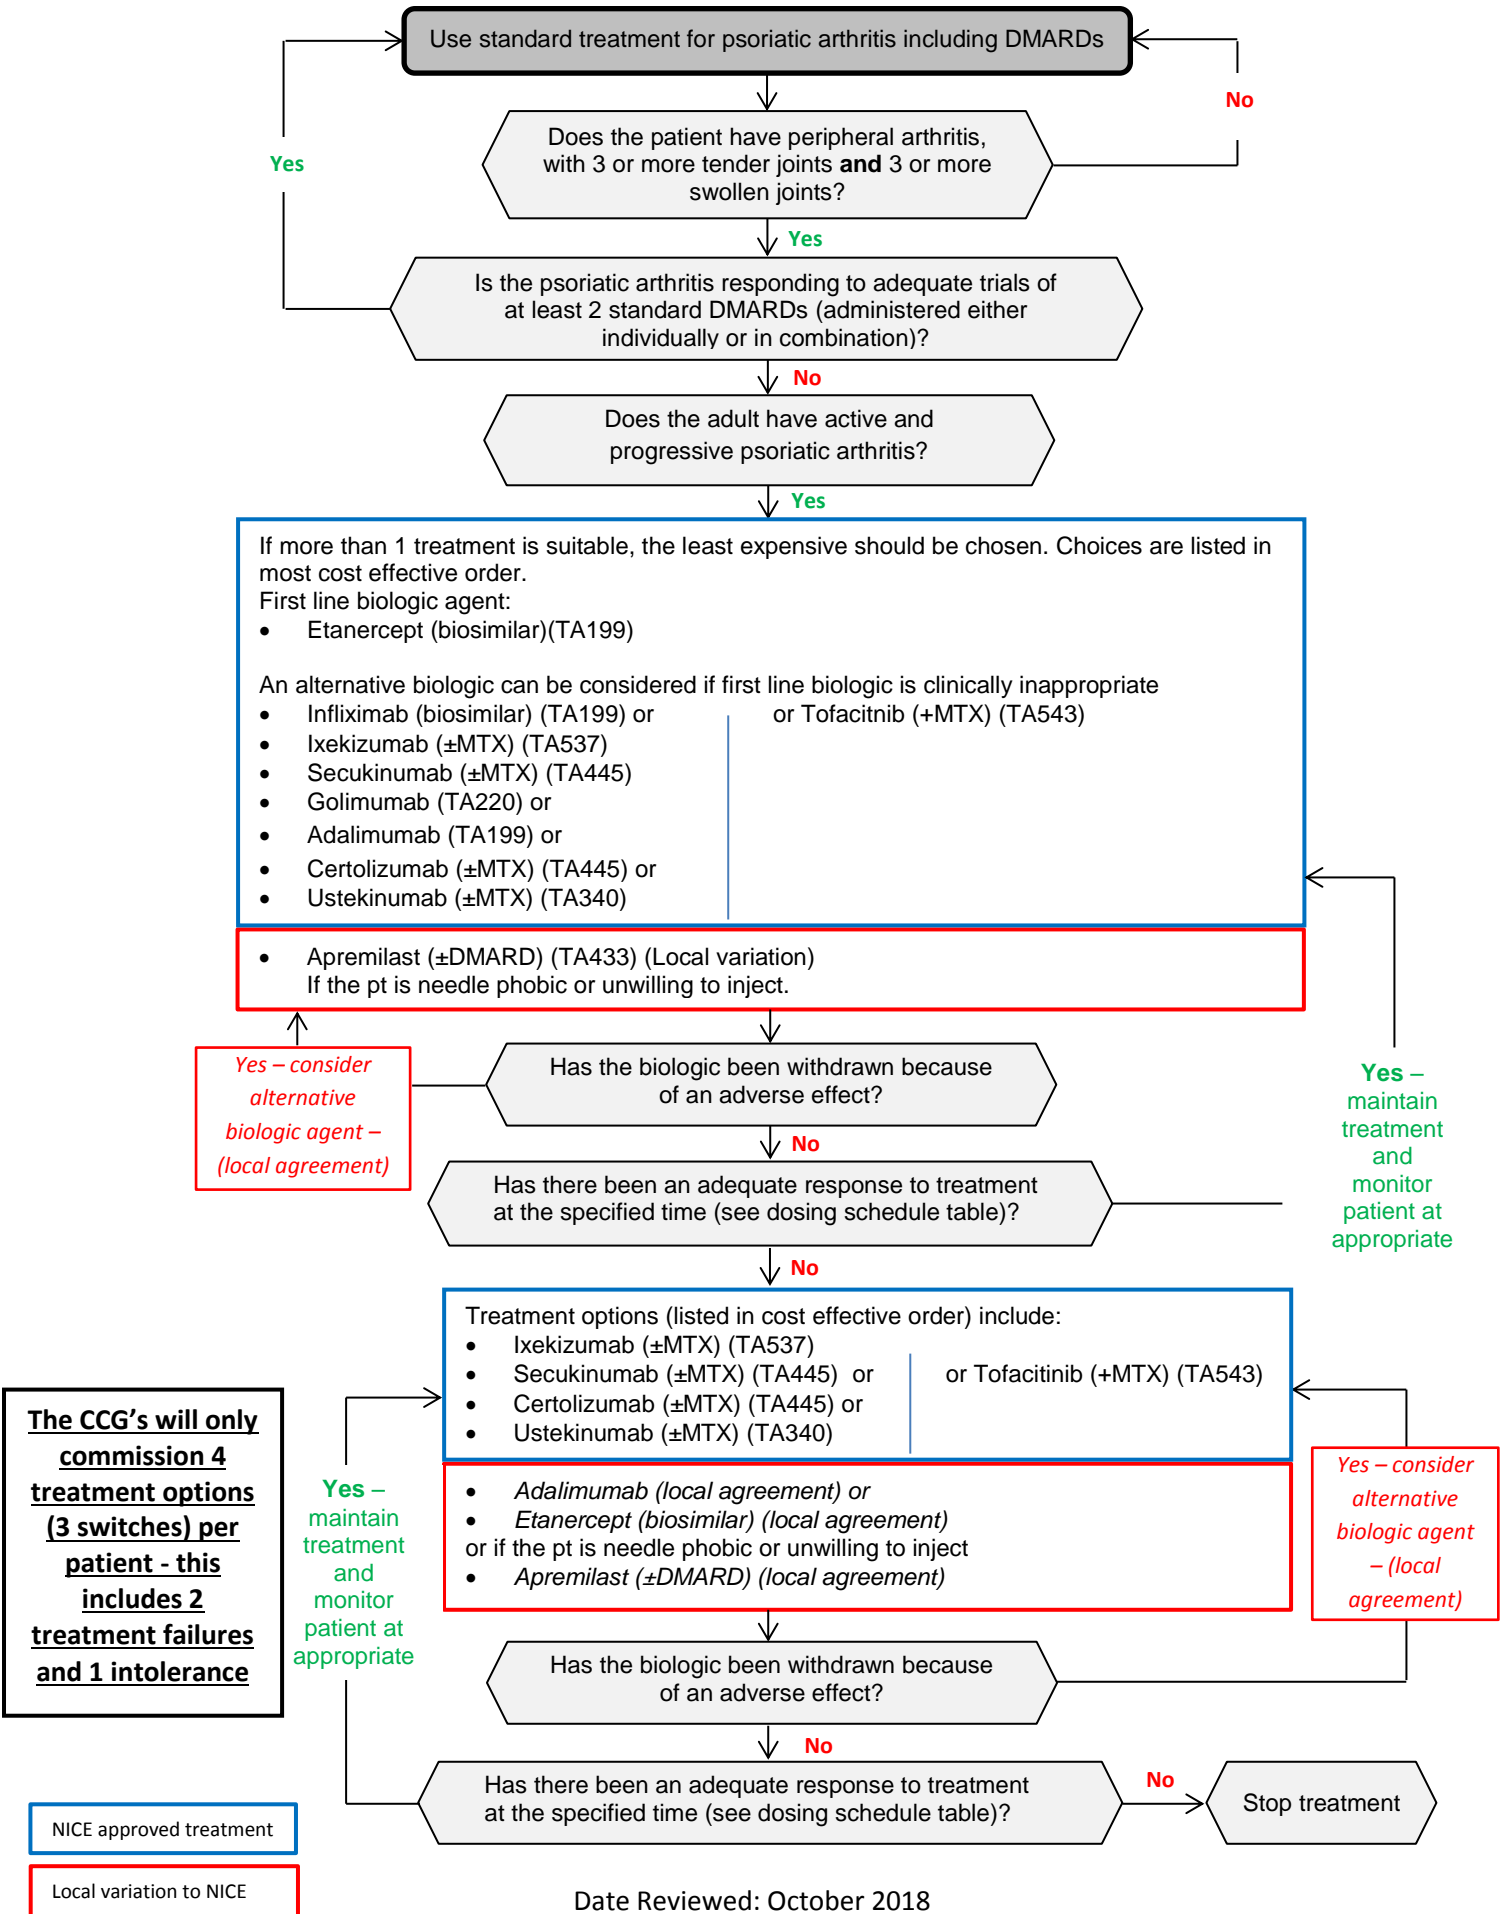 Use standard treatment for psoriatic arthritis including DMARDs
No
Does the patient have peripheral arthritis,
with 3 or more tender joints and 3 or more
swollen joints?
Yes
Yes
Is the psoriatic arthritis responding to adequate trials of
at least 2 standard DMARDs (administered either
individually or in combination)?
No
Does the adult have active and
progressive psoriatic arthritis?
Yes
If more than 1 treatment is suitable, the least expensive should be chosen. Choices are listed in
most cost effective order.
First line biologic agent:
• Etanercept (biosimilar)(TA199)
An alternative biologic can be considered if first line biologic is clinically inappropriate
• Infliximab (biosimilar) (TA199) or
• Ixekizumab (±MTX) (TA537)
• Secukinumab (±MTX) (TA445)
• Golimumab (TA220) or
• Adalimumab (TA199) or
• Certolizumab (±MTX) (TA445) or
• Ustekinumab (±MTX) (TA340)
or Tofacitnib (+MTX) (TA543)
• Apremilast (±DMARD) (TA433) (Local variation)
If the pt is needle phobic or unwilling to inject.
Yes – consider
alternative
biologic agent –
(local agreement)
Has the biologic been withdrawn because
of an adverse effect?
No
Yes –
maintain
treatment
and
monitor
patient at
appropriate
Has there been an adequate response to treatment
at the specified time (see dosing schedule table)?
No
Treatment options (listed in cost effective order) include:
• Ixekizumab (±MTX) (TA537)
• Secukinumab (±MTX) (TA445) or
• Certolizumab (±MTX) (TA445) or
• Ustekinumab (±MTX) (TA340)
or Tofacitinib (+MTX) (TA543)
• Adalimumab (local agreement) or
• Etanercept (biosimilar) (local agreement)
or if the pt is needle phobic or unwilling to inject
• Apremilast (±DMARD) (local agreement)
The CCG's will only
commission 4
treatment options
(3 switches) per
patient - this
includes 2
treatment failures
and 1 intolerance
Yes –
maintain
treatment
and
monitor
patient at
appropriate
Yes – consider
alternative
biologic agent
– (local
agreement)
Has the biologic been withdrawn because
of an adverse effect?
No
Has there been an adequate response to treatment
at the specified time (see dosing schedule table)?
No
Stop treatment
NICE approved treatment
Local variation to NICE
Date Reviewed: October 2018